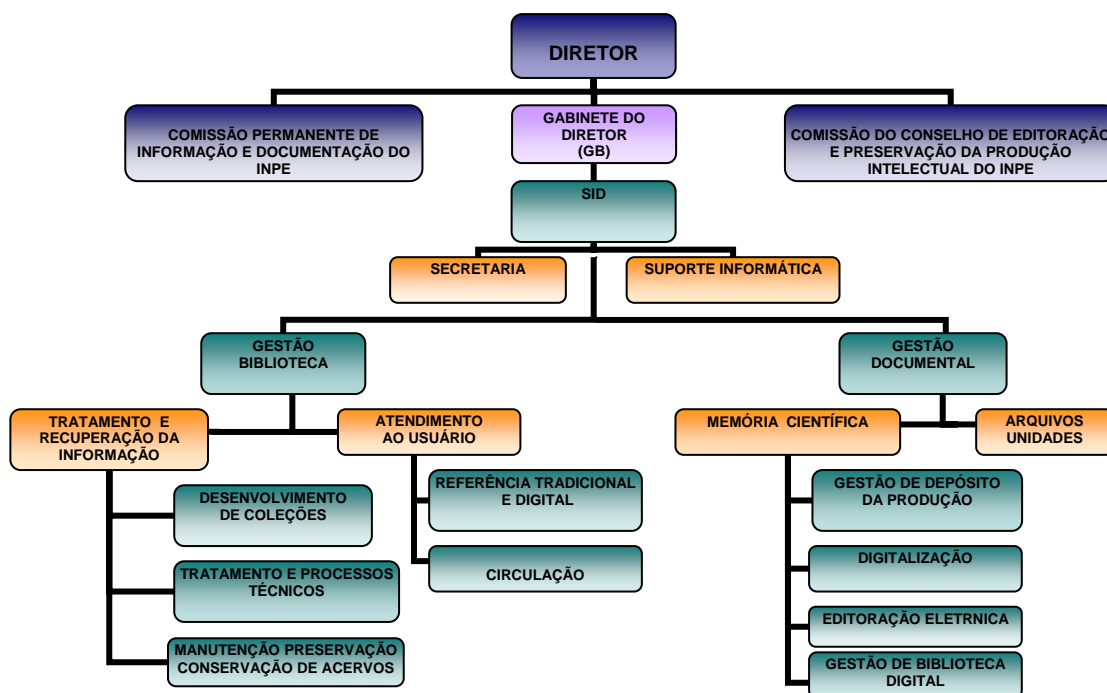 DIRETOR
COMISSÃO PERMANENTE DE
INFORMAÇÃO E DOCUMENTAÇÃO DO
INPE
GABINETE DO
DIRETOR
(GB)
COMISSÃO DO CONSELHO DE EDITORAÇÃO
E PRESERVAÇÃO DA PRODUÇÃO
INTELECTUAL DO INPE
SID
SECRETARIA
SUPORTE INFORMÁTICA
GESTÃO
BIBLIOTECA
GESTÃO
DOCUMENTAL
TRATAMENTO E
RECUPERAÇÃO DA
INFORMAÇÃO
ATENDIMENTO
AO USUÁRIO
MEMÓRIA CIENTÍFICA
ARQUIVOS
UNIDADES
DESENVOLVIMENTO
DE COLEÇÕES
TRATAMENTO E PROCESSOS
TÉCNICOS
MANUTENÇÃO PRESERVAÇÃO
CONSERVAÇÃO DE ACERVOS
REFERÊNCIA TRADICIONAL
E DIGITAL
CIRCULAÇÃO
GESTÃO DE DEPÓSITO
DA PRODUÇÃO
DIGITALIZAÇÃO
EDITORAÇÃO ELETRNICA
GESTÃO DE BIBLIOTECA
DIGITAL